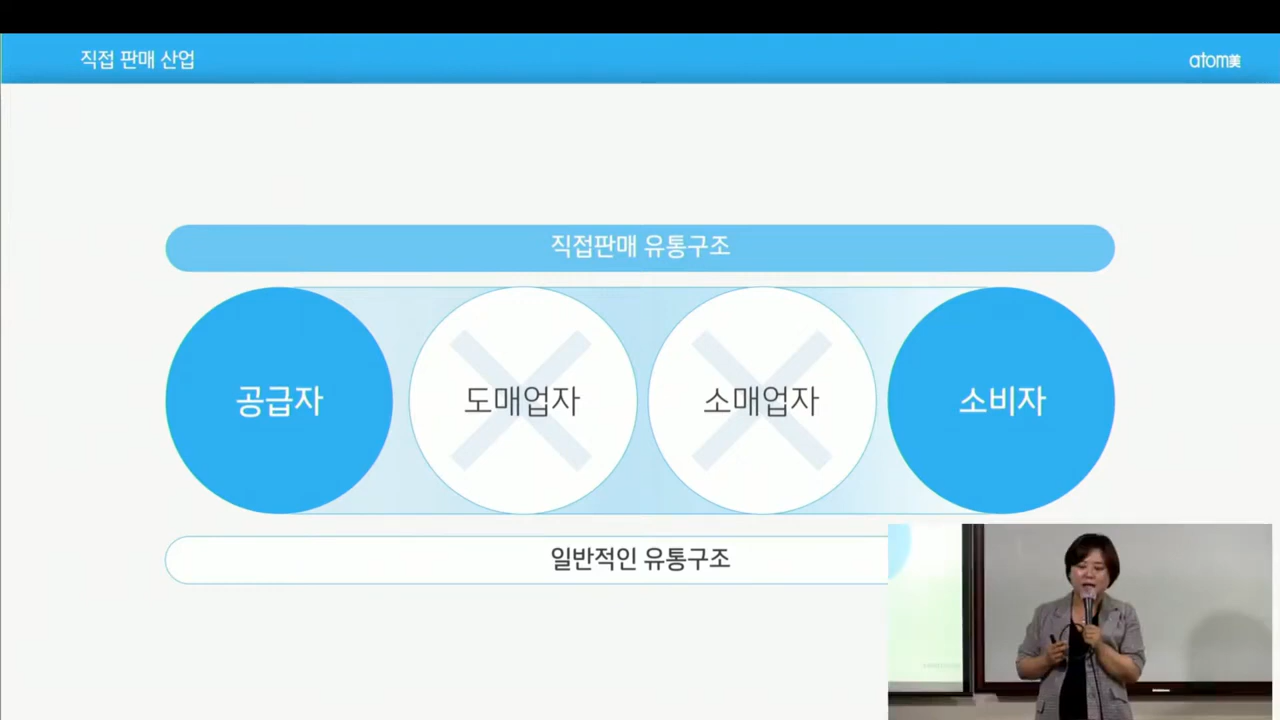 직접 판매 산업
atom美
직접판매 유통구조
공급자
도매업자
소매업자
소비자
일반적인 유통구조